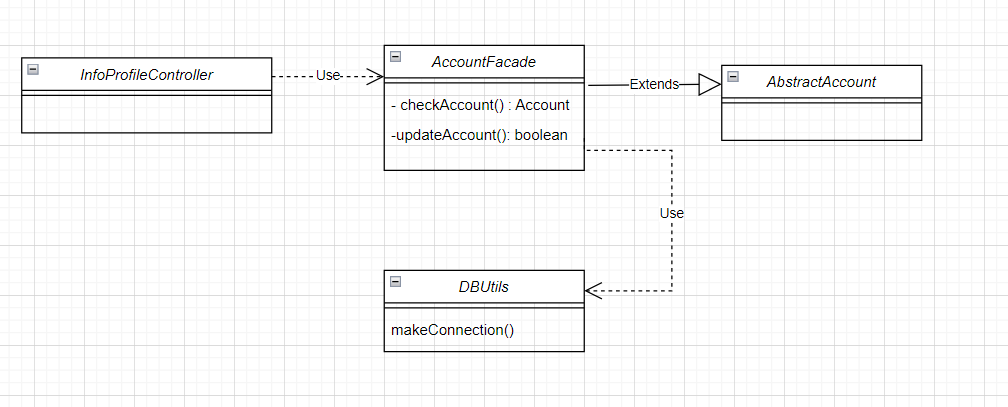 InfoProfileController
Use
AccountFacade
- checkAccount() : Account
-updateAccount(): boolean
Extends
AbstractAccount
Use
DBUtils
makeConnection()